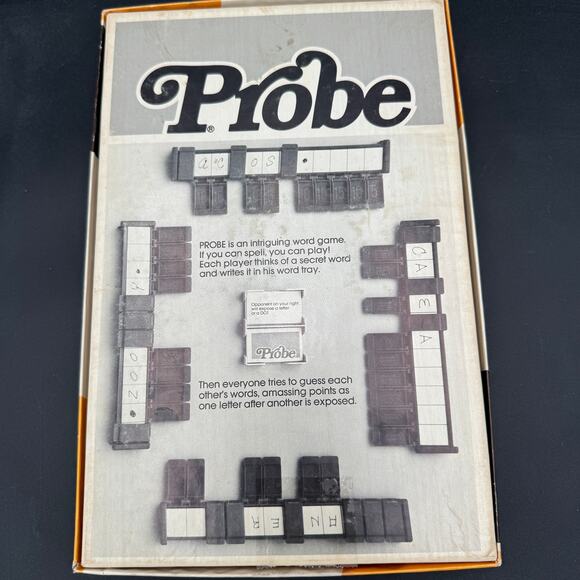 Probe
®
a c o s
PROBE is an intriguing word game.
If you can spell, you can play!
Each player thinks of a secret word
and writes it in his word tray.
Opponent on your right
will expose a letter
or a DOT
Probe
Then everyone tries to guess each
other's words, amassing points as
one letter after another is exposed.
C A E A